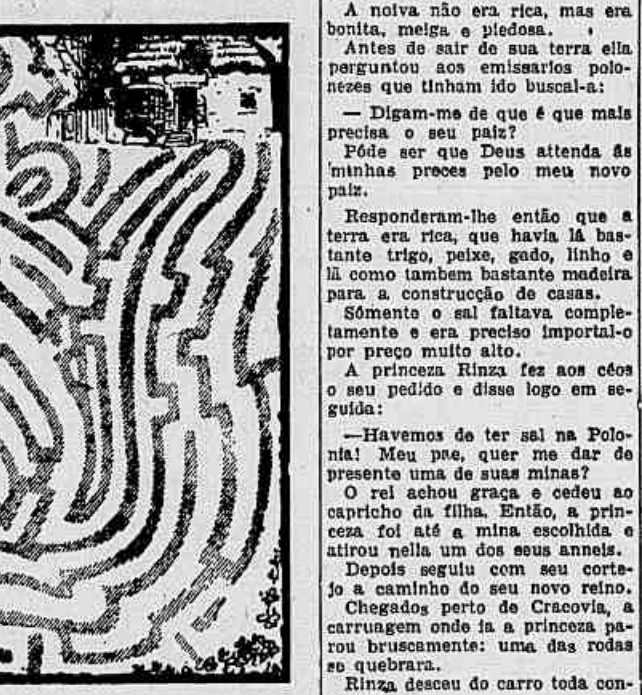 A noiva não era rica, mas era
bonita, meiga e piedosa.
Antes de sair de sua terra ella
perguntou aos emissarios polo-
nezes que tinham ido buscal-a:
— Digam-me de que é que mais
precisa o seu paiz?
Póde ser que Deus attenda ás
minhas preces pelo meu novo
paiz.
Responderam-lhe então que a
terra era rica, que havia lá bas-
tante trigo, peixe, gado, linho e
lã como tambem bastante madeira
para a construcção de casas.
Sómente o sal faltava comple-
tamente e era preciso importal-o
por preço muito alto.
A princeza Rinza fez aos céos
o seu pedido e disse logo em se-
guida:
—Havemos de ter sal na Polo-
nia! Meu pae, quer me dar de
presente uma de suas minas?
O rei achou graça e cedeu ao
capricho da filha. Então, a prin-
ceza foi até a mina escolhida e
atirou nella um dos seus anneis.
Depois seguiu com seu corte-
jo a caminho do seu novo reino.
Chegados perto de Cracovia, a
carruagem onde ia a princeza pa-
rou bruscamente: uma das rodas
se quebrara.
Rinza desceu do carro toda con-